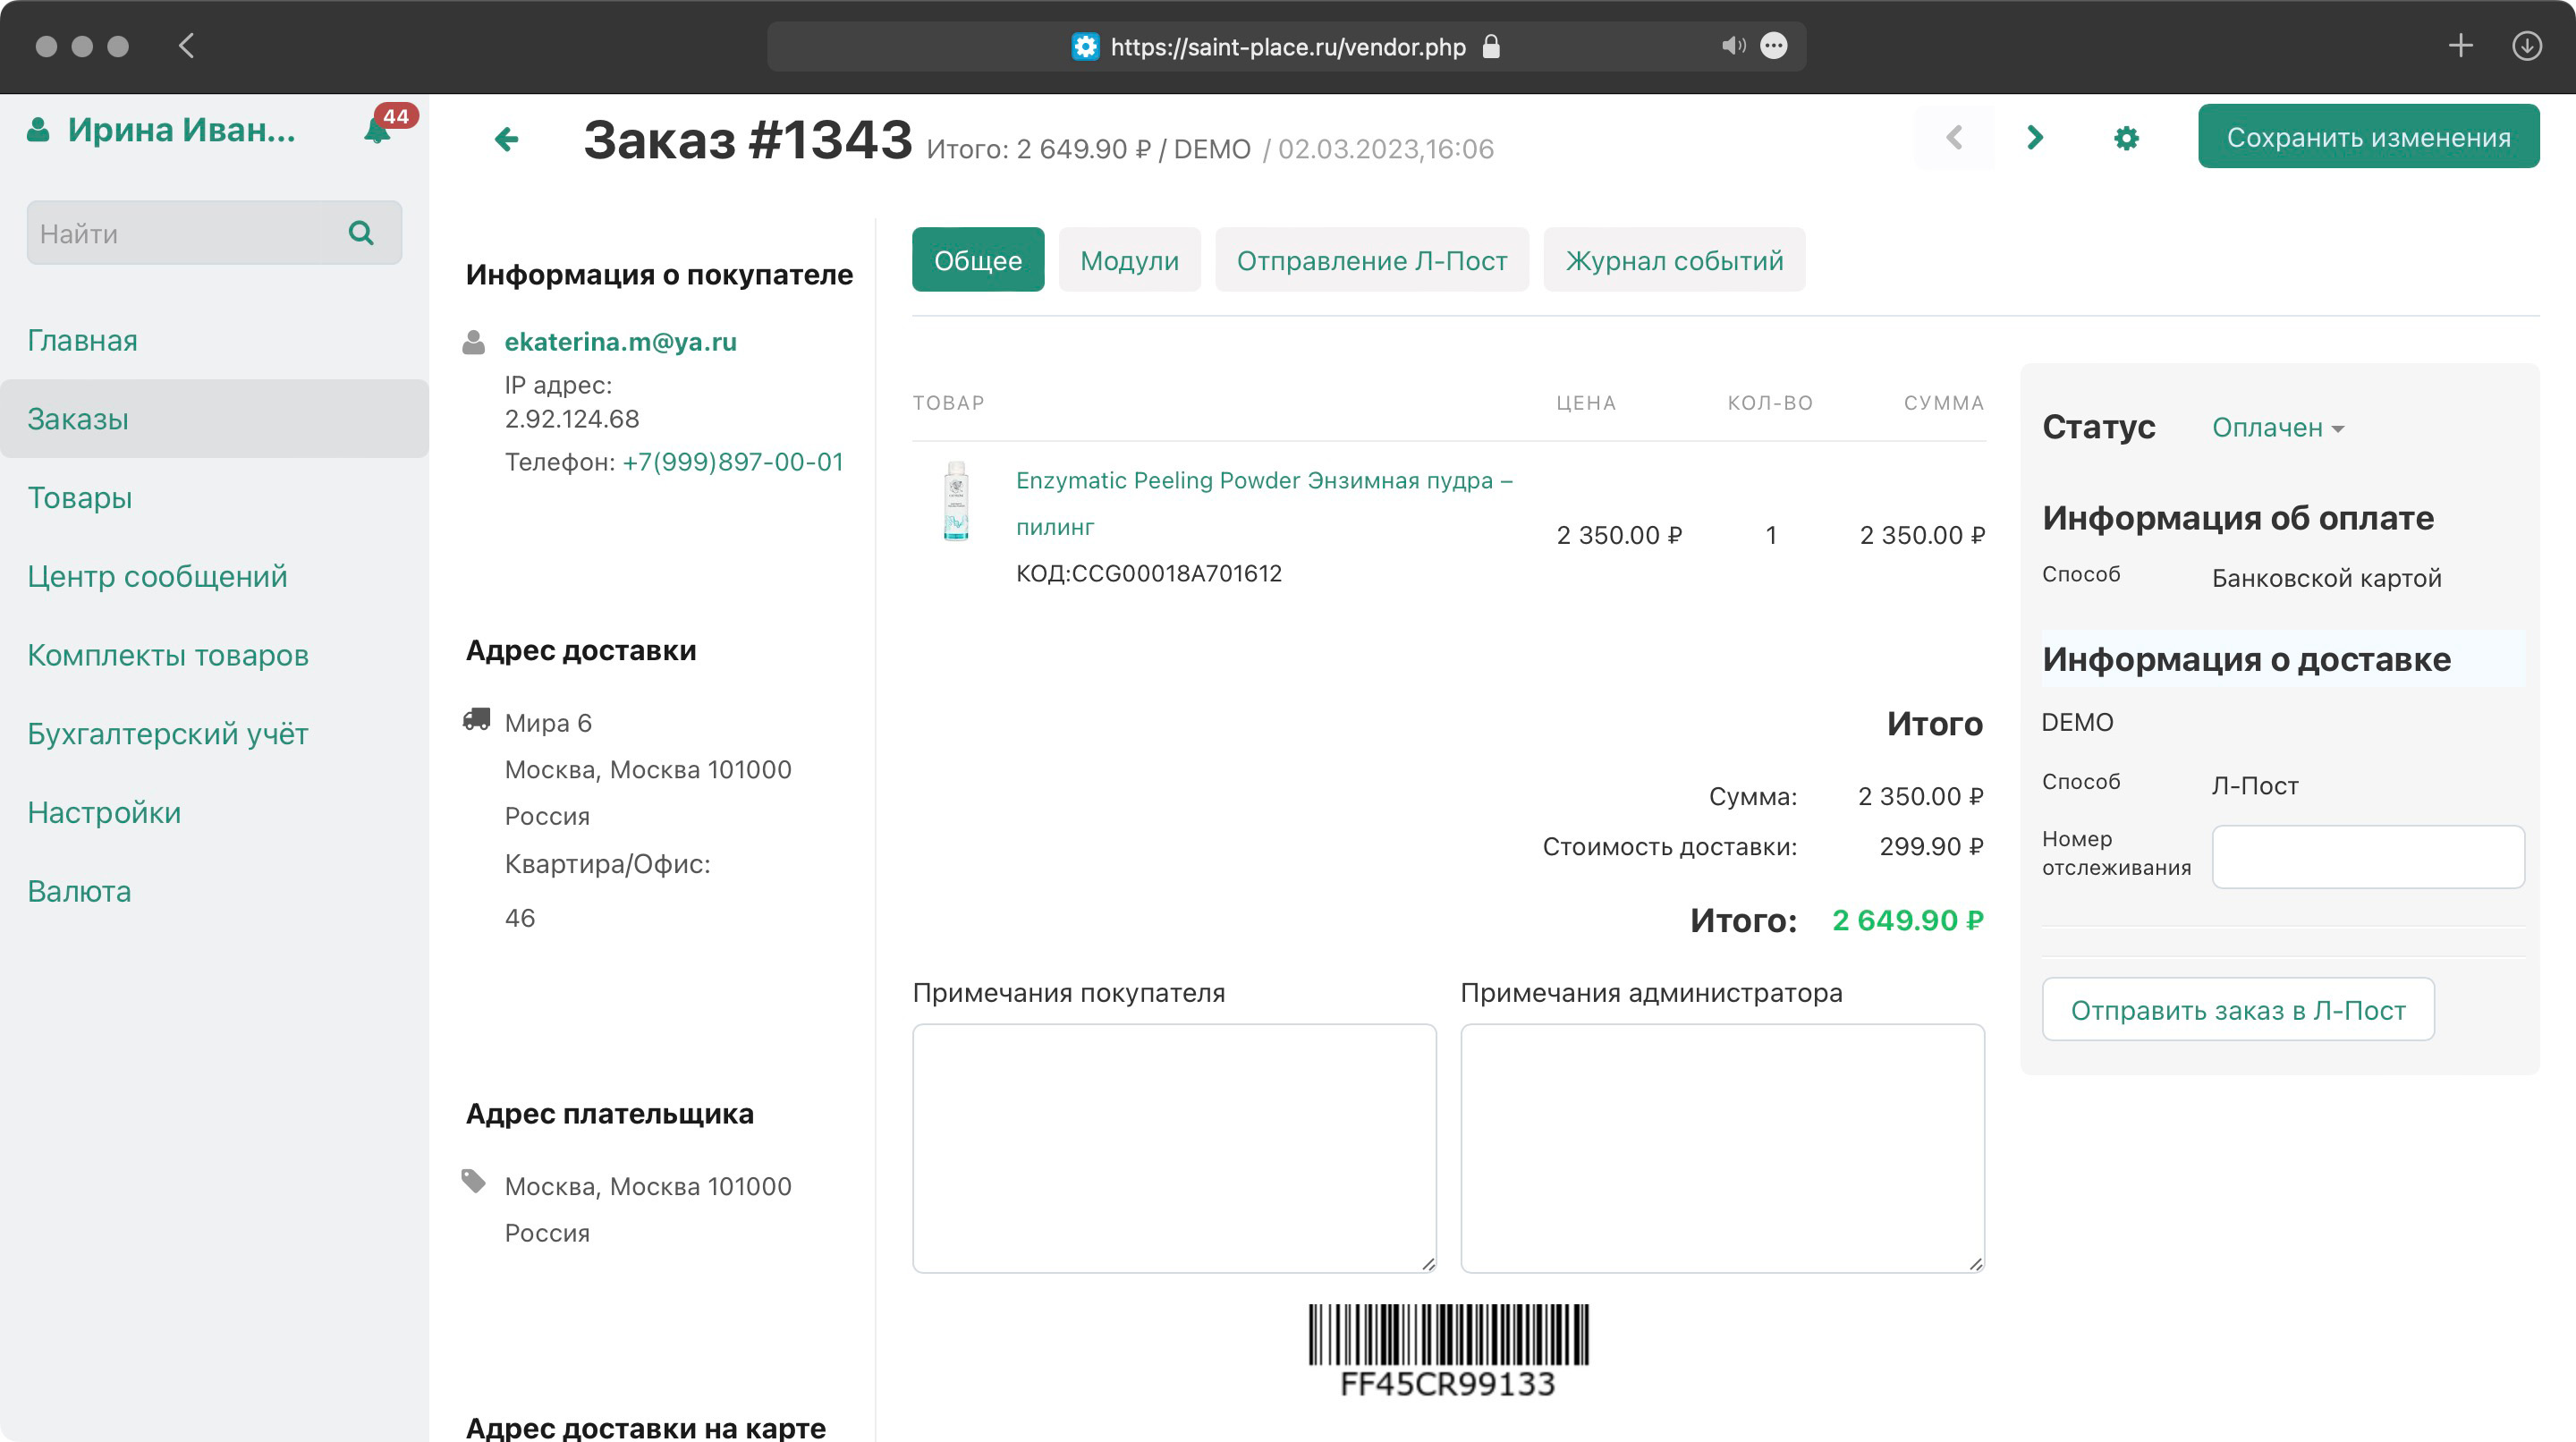 https://saint-place.ru/vendor.php
Ирина Иван...
44
Найти
Главная
Заказы
Товары
Центр сообщений
Комплекты товаров
Бухгалтерский учёт
Настройки
Валюта
Заказ #1343 Итого: 2 649.90 ₽ / DEMO / 02.03.2023,16:06
Сохранить изменения
Информация о покупателе
ekaterina.m@ya.ru
IP адрес:
2.92.124.68
Телефон: +7(999)897-00-01
Адрес доставки
Мира 6
Москва, Москва 101000
Россия
Квартира/Офис:
46
Адрес плательщика
Москва, Москва 101000
Россия
Адрес доставки на карте
Общее
Модули
Отправление Л-Пост
Журнал событий
ТОВАР ЦЕНА КОЛ-ВО СУММА
Enzymatic Peeling Powder Энзимная пудра –
пилинг
КОД:CCG00018A701612
2 350.00 ₽ 1 2 350.00 ₽
Итого
Сумма: 2 350.00 ₽
Стоимость доставки: 299.90 ₽
Итого: 2 649.90 ₽
Примечания покупателя
Примечания администратора
FF45CR99133
Статус Оплачен
Информация об оплате
Способ Банковской картой
Информация о доставке
DEMO
Способ Л-Пост
Номер
отслеживания
Отправить заказ в Л-Пост